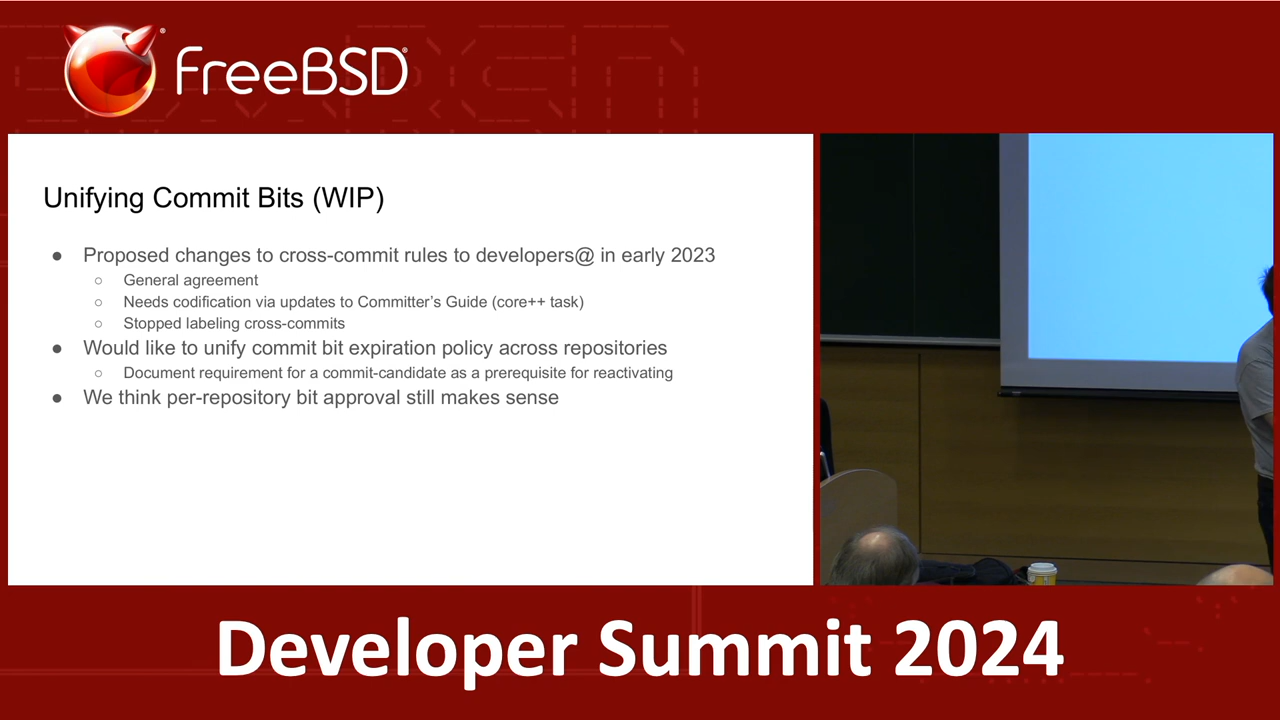 FreeBSD
Unifying Commit Bits (WIP)
● Proposed changes to cross-commit rules to developers@ in early 2023
○ General agreement
○ Needs codification via updates to Committer’s Guide (core++ task)
○ Stopped labeling cross-commits
● Would like to unify commit bit expiration policy across repositories
○ Document requirement for a commit-candidate as a prerequisite for reactivating
● We think per-repository bit approval still makes sense
Developer Summit 2024